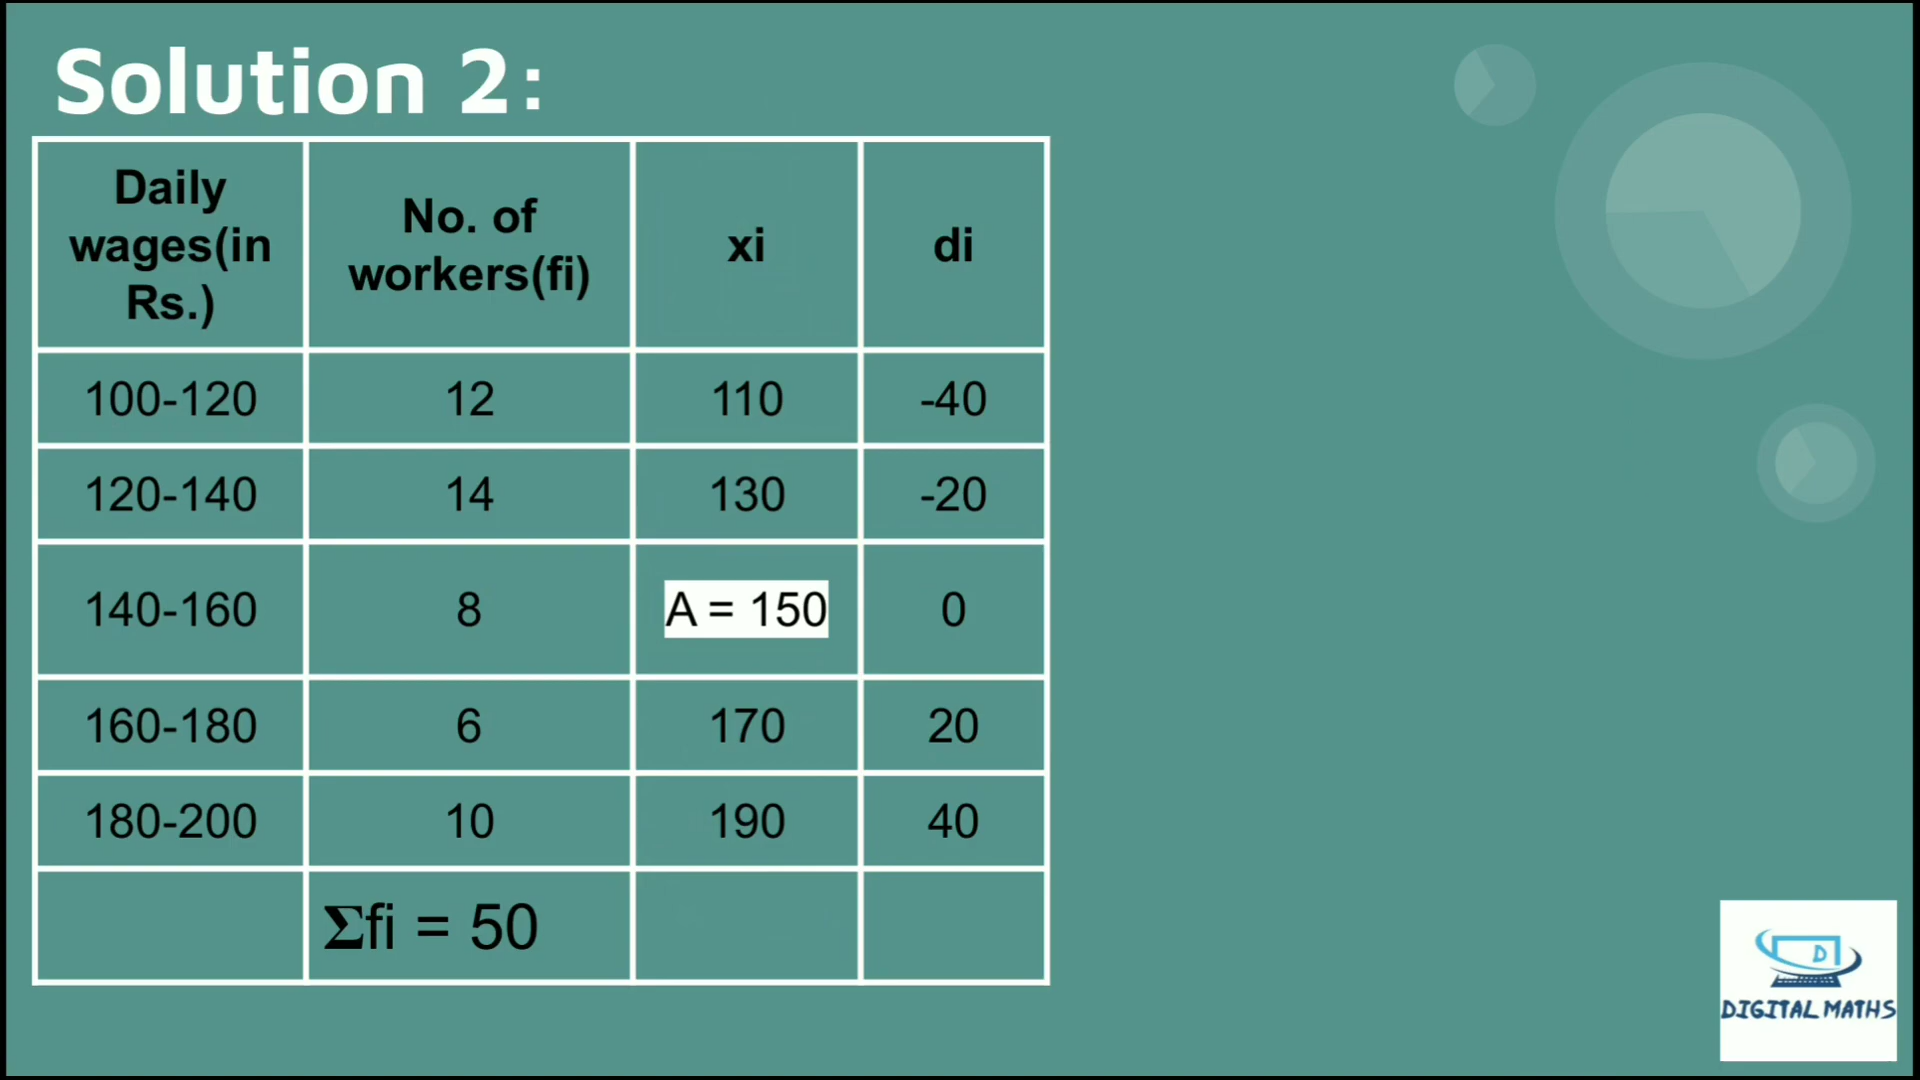 Solution 2:
Daily
wages(in
Rs.)
No. of
workers(fi)
xi
di
100-120 12 110 -40
120-140 14 130 -20
140-160 8 A = 150 0
160-180 6 170 20
180-200 10 190 40
Σfi = 50
D
DIGITAL MATHS